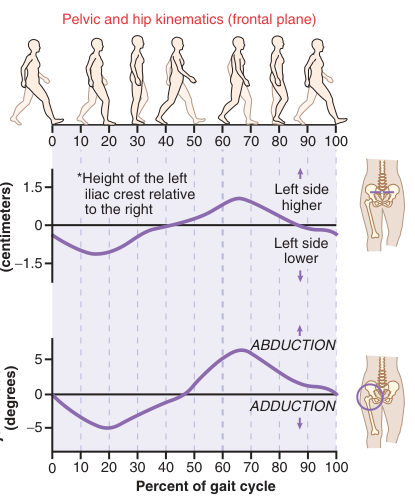 Pelvic and hip kinematics (frontal plane)
0 10 20 30 40 50 60 70 80 90 100
(centimeters)
1.5
0
−1.5
*Height of the left
iliac crest relative
to the right
Left side
higher
Left side
lower
(degrees)
5
0
−5
ABDUCTION
ADDUCTION
0 10 20 30 40 50 60 70 80 90 100
Percent of gait cycle